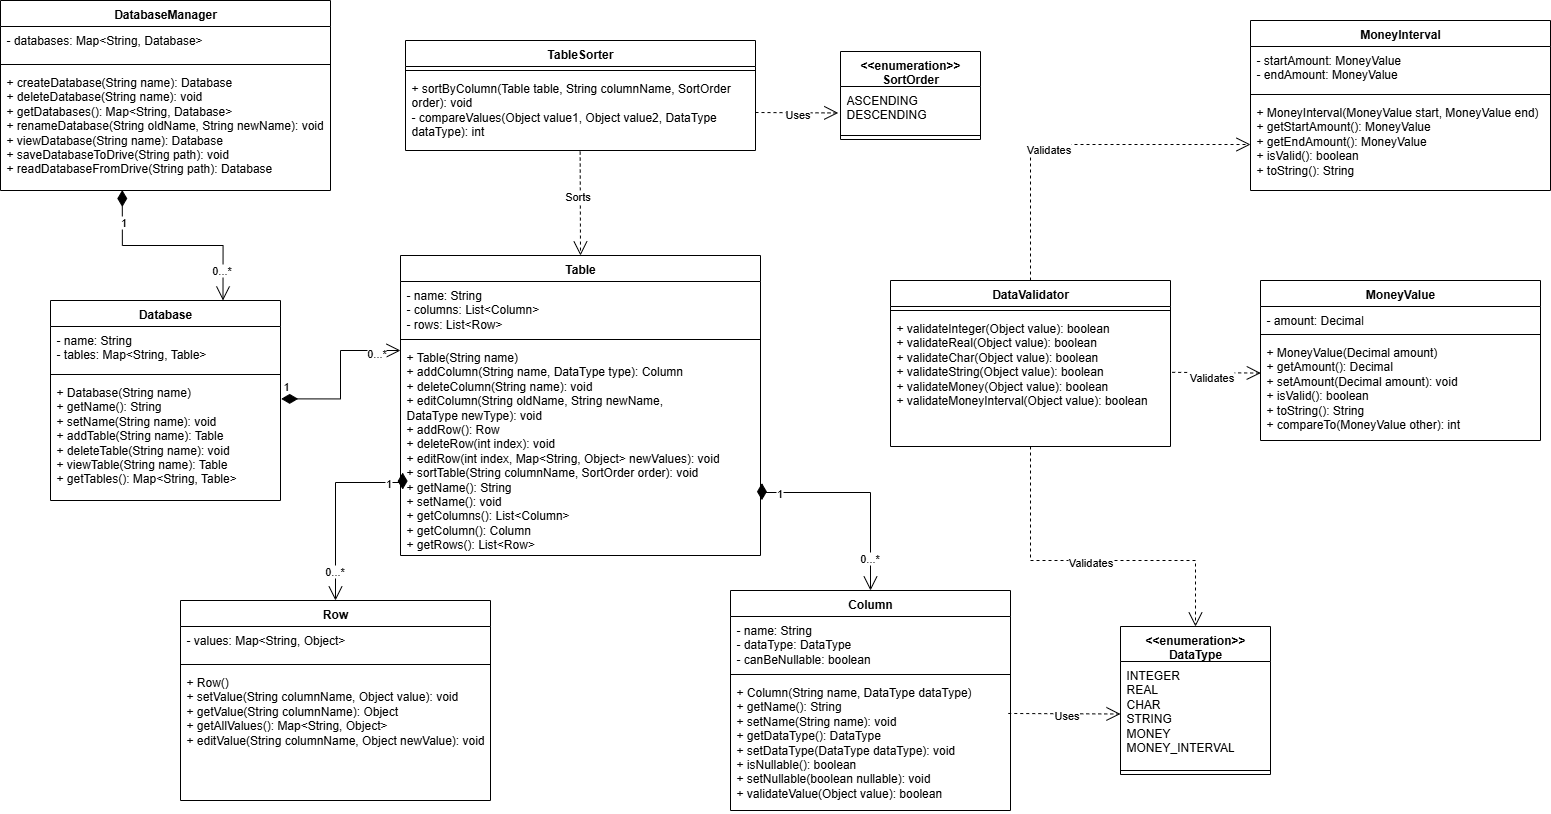 DatabaseManager
- databases: Map<String, Database>
+ createDatabase(String name): Database
+ deleteDatabase(String name): void
+ getDatabases(): Map<String, Database>
+ renameDatabase(String oldName, String newName): void
+ viewDatabase(String name): Database
+ saveDatabaseToDrive(String path): void
+ readDatabaseFromDrive(String path): Database
1
0...*
TableSorter
+ sortByColumn(Table table, String columnName, SortOrder
order): void
- compareValues(Object value1, Object value2, DataType
dataType): int
Uses
Sorts
<<enumeration>>
SortOrder
ASCENDING
DESCENDING
MoneyInterval
- startAmount: MoneyValue
- endAmount: MoneyValue
+ MoneyInterval(MoneyValue start, MoneyValue end)
+ getStartAmount(): MoneyValue
+ getEndAmount(): MoneyValue
+ isValid(): boolean
+ toString(): String
Validates
Database
- name: String
- tables: Map<String, Table>
+ Database(String name)
+ getName(): String
+ setName(String name): void
+ addTable(String name): Table
+ deleteTable(String name): void
+ viewTable(String name): Table
+ getTables(): Map<String, Table>
1
0...*
Table
- name: String
- columns: List<Column>
- rows: List<Row>
+ Table(String name)
+ addColumn(String name, DataType type): Column
+ deleteColumn(String name): void
+ editColumn(String oldName, String newName,
DataType newType): void
+ addRow(): Row
+ deleteRow(int index): void
+ editRow(int index, Map<String, Object> newValues): void
+ sortTable(String columnName, SortOrder order): void
+ getName(): String
+ setName(): void
+ getColumns(): List<Column>
+ getColumn(): Column
+ getRows(): List<Row>
1
0...*
1
0...*
DataValidator
+ validateInteger(Object value): boolean
+ validateReal(Object value): boolean
+ validateChar(Object value): boolean
+ validateString(Object value): boolean
+ validateMoney(Object value): boolean
+ validateMoneyInterval(Object value): boolean
Validates
MoneyValue
- amount: Decimal
+ MoneyValue(Decimal amount)
+ getAmount(): Decimal
+ setAmount(Decimal amount): void
+ isValid(): boolean
+ toString(): String
+ compareTo(MoneyValue other): int
Validates
Row
- values: Map<String, Object>
+ Row()
+ setValue(String columnName, Object value): void
+ getValue(String columnName): Object
+ getAllValues(): Map<String, Object>
+ editValue(String columnName, Object newValue): void
Column
- name: String
- dataType: DataType
- canBeNullable: boolean
+ Column(String name, DataType dataType)
+ getName(): String
+ setName(String name): void
+ getDataType(): DataType
+ setDataType(DataType dataType): void
+ isNullable(): boolean
+ setNullable(boolean nullable): void
+ validateValue(Object value): boolean
Uses
<<enumeration>>
DataType
INTEGER
REAL
CHAR
STRING
MONEY
MONEY_INTERVAL